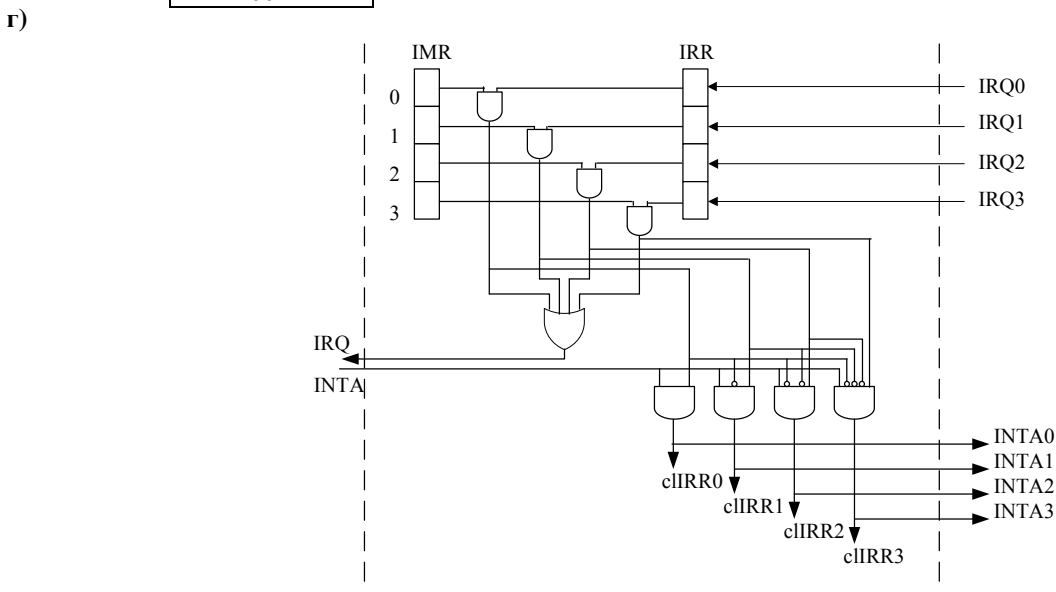 г)
IMR
IRR
0
1
2
3
IRQ0
IRQ1
IRQ2
IRQ3
IRQ
INTA
INTA0
INTA1
INTA2
INTA3
clIRR0
clIRR1
clIRR2
clIRR3